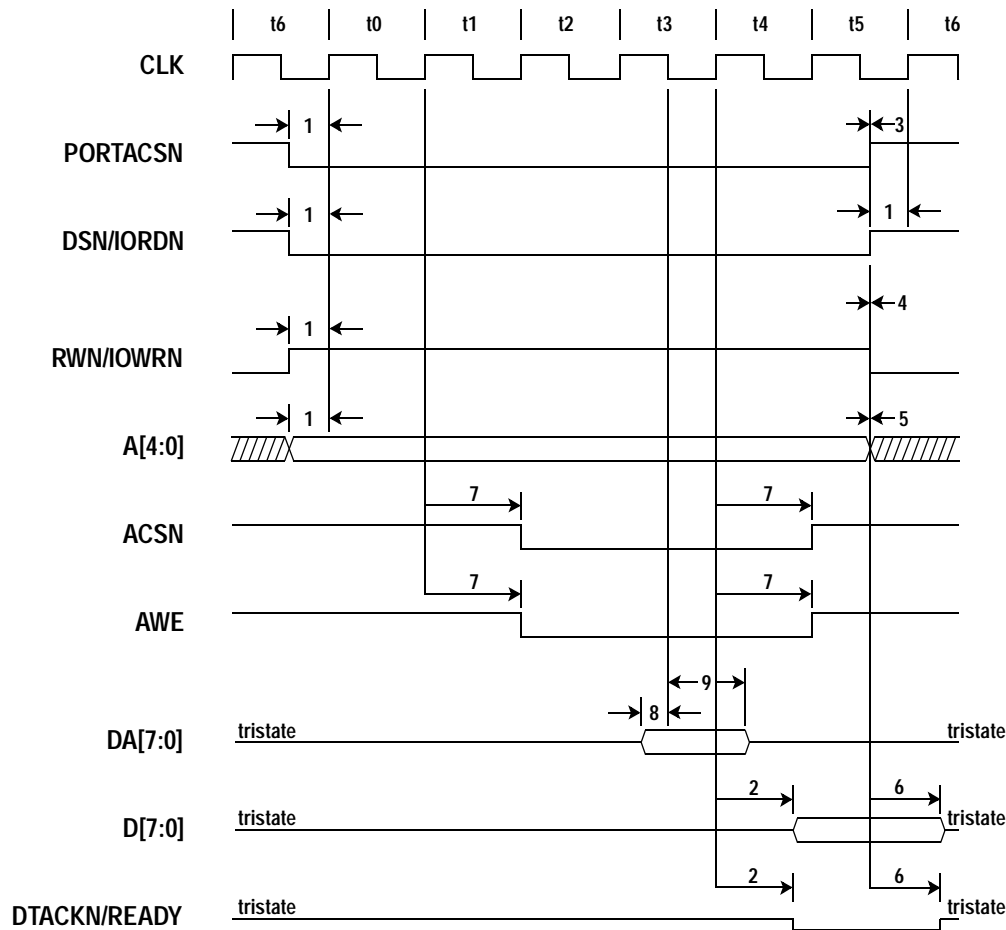 t6 t0 t1 t2 t3 t4 t5 t6
CLK
1 3
PORTACSN
1 1
DSN/IORDN
4
1
RWN/IOWRN
1 5
A[4:0]
7 7
ACSN
7 7
AWE
9
8
tristate tristate
DA[7:0]
2 6
tristate tristate
D[7:0]
2 6
tristate tristate
DTACKN/READY